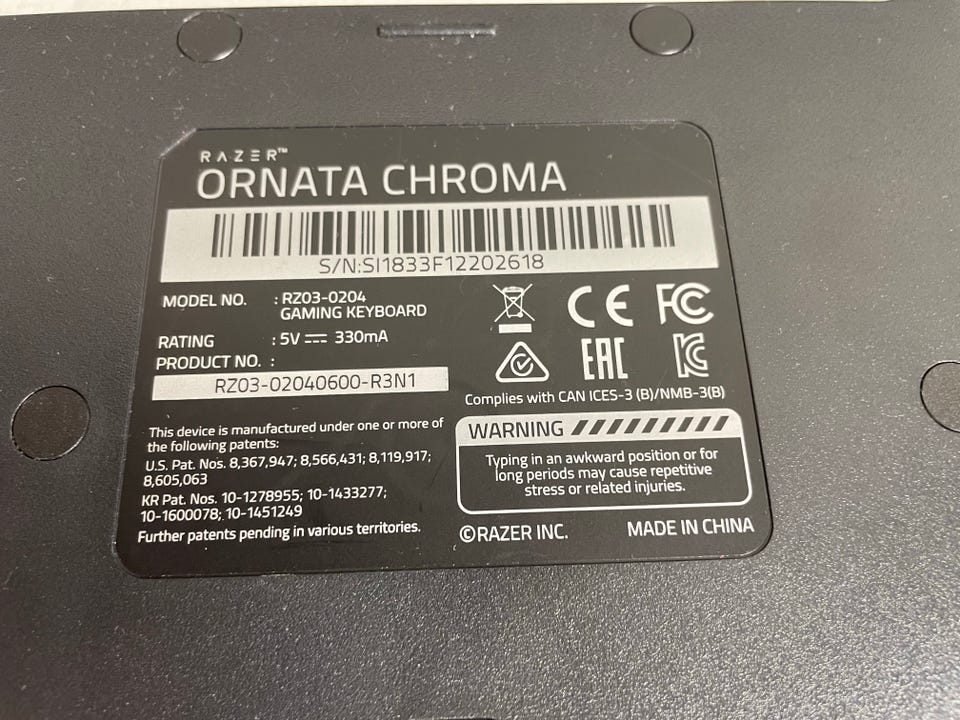 RAZER™
ORNATA CHROMA
S/N:SI1833F12202618
MODEL NO. : RZ03-0204
GAMING KEYBOARD
RATING : 5V ⎓ 330mA
PRODUCT NO. :
RZ03-02040600-R3N1
This device is manufactured under one or more of
the following patents:
U.S. Pat. Nos. 8,367,947; 8,566,431; 8,119,917;
8,605,063
KR Pat. Nos. 10-1278955; 10-1433277;
10-1600078; 10-1451249
Further patents pending in various territories.
CE FC
EAC KC
Complies with CAN ICES-3 (B)/NMB-3(B)
WARNING
Typing in an awkward position or for
long periods may cause repetitive
stress or related injuries.
©RAZER INC. MADE IN CHINA